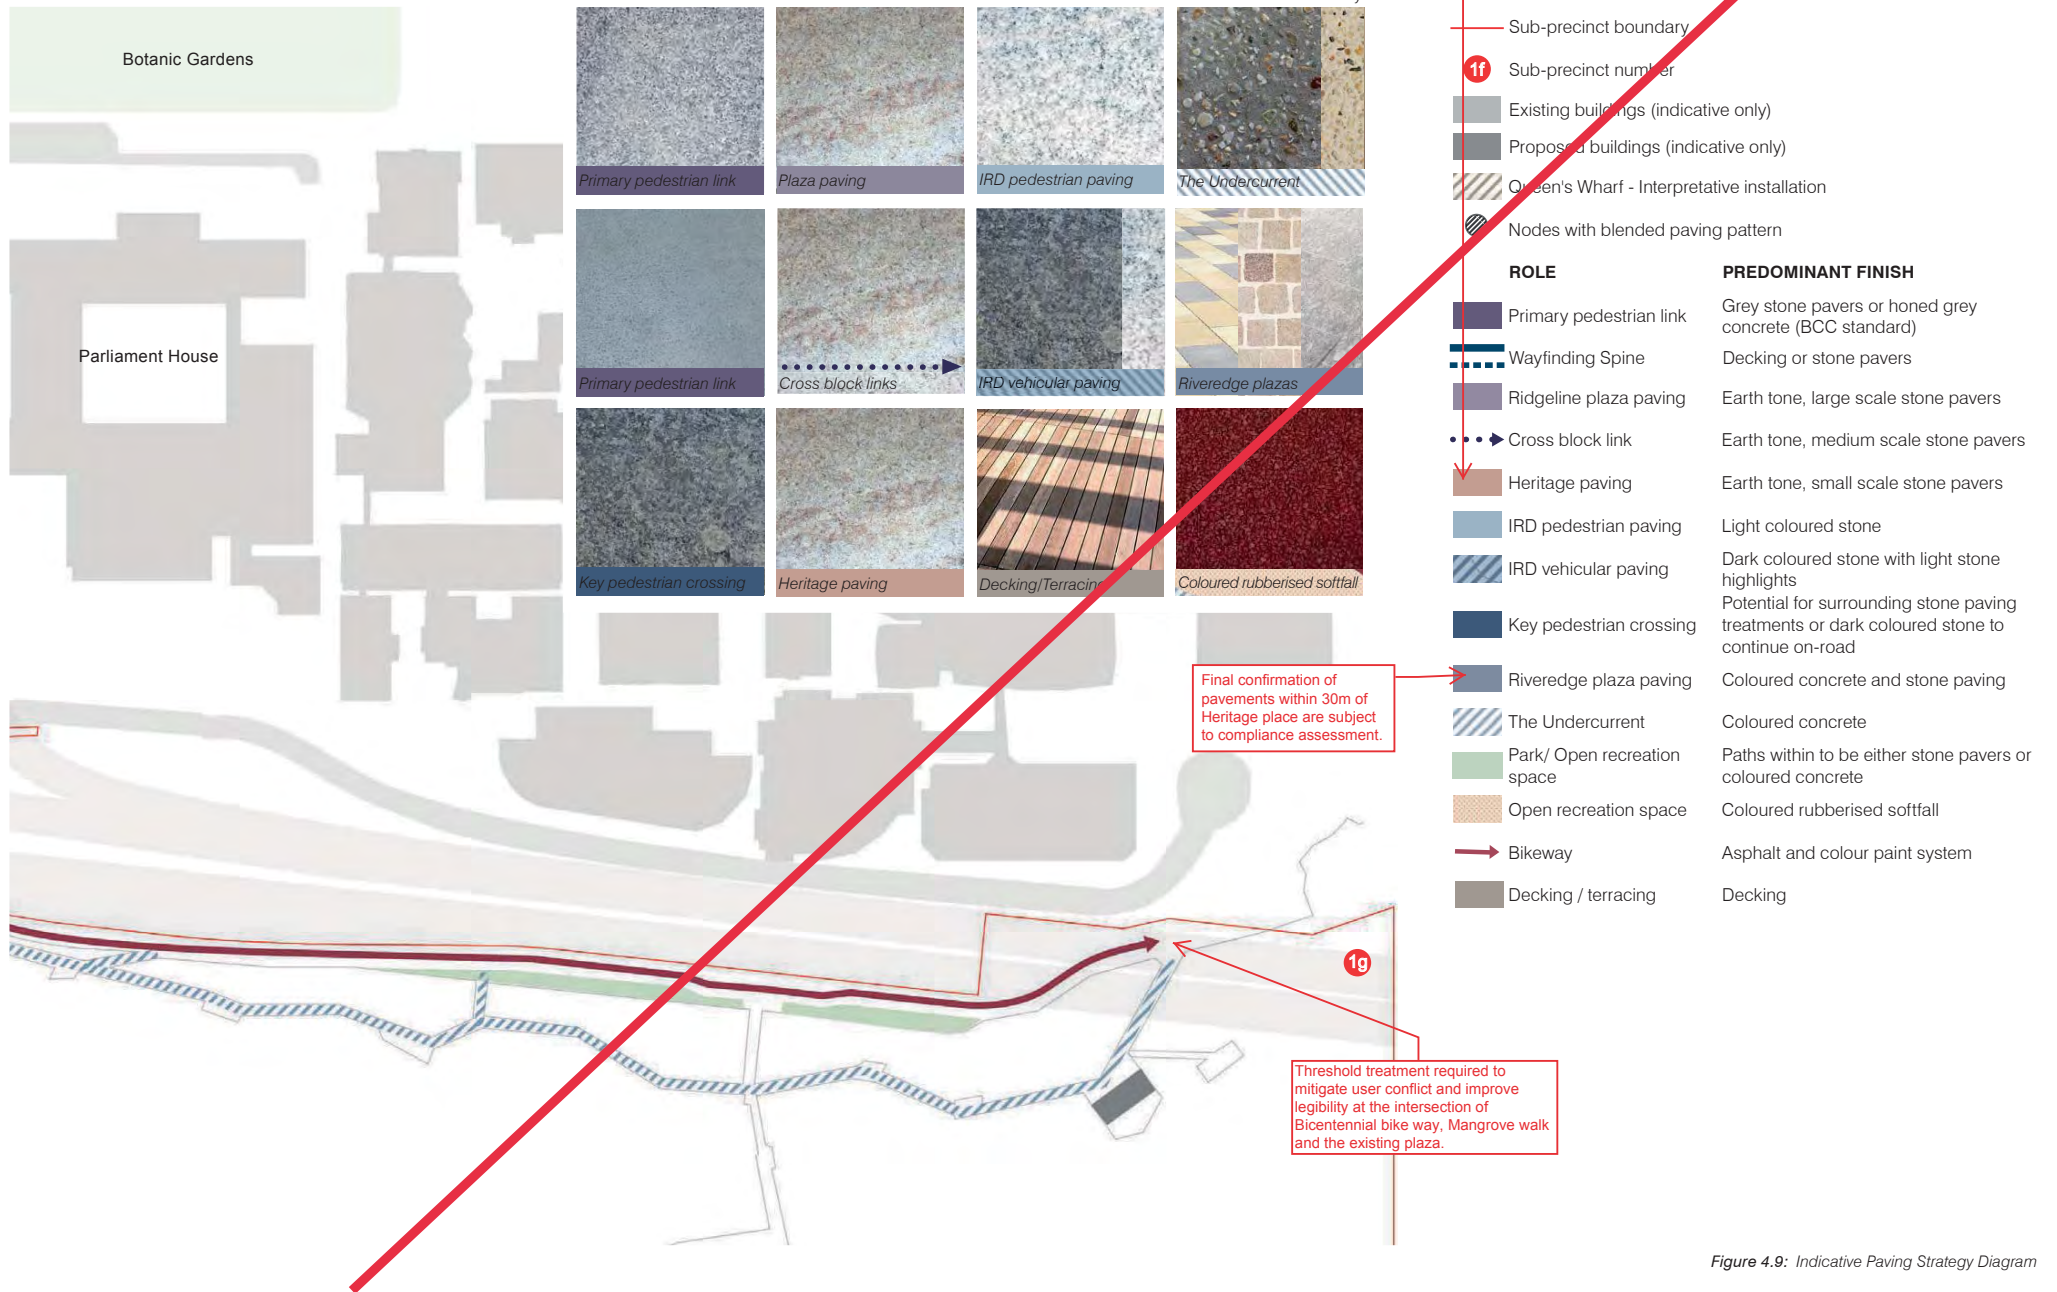 Botanic Gardens
Parliament House
Primary pedestrian link
Plaza paving
IRD pedestrian paving
The Undercurrent
Primary pedestrian link
Cross block links
IRD vehicular paving
Riveredge plazas
Key pedestrian crossing
Heritage paving
Decking/Terracing
Coloured rubberised softfall
Sub-precinct boundary
1f Sub-precinct number
Existing buildings (indicative only)
Proposed buildings (indicative only)
Queen's Wharf - Interpretative installation
Nodes with blended paving pattern
ROLE PREDOMINANT FINISH
Primary pedestrian link Grey stone pavers or honed grey
concrete (BCC standard)
Wayfinding Spine Decking or stone pavers
Ridgeline plaza paving Earth tone, large scale stone pavers
Cross block link Earth tone, medium scale stone pavers
Heritage paving Earth tone, small scale stone pavers
IRD pedestrian paving Light coloured stone
IRD vehicular paving Dark coloured stone with light stone
highlights
Key pedestrian crossing Potential for surrounding stone paving
treatments or dark coloured stone to
continue on-road
Riveredge plaza paving Coloured concrete and stone paving
The Undercurrent Coloured concrete
Park/ Open recreation
space
Paths within to be either stone pavers or
coloured concrete
Open recreation space Coloured rubberised softfall
Bikeway Asphalt and colour paint system
Decking / terracing Decking
Final confirmation of
pavements within 30m of
Heritage place are subject
to compliance assessment.
1g
Threshold treatment required to
mitigate user conflict and improve
legibility at the intersection of
Bicentennial bike way, Mangrove walk
and the existing plaza.
Figure 4.9: Indicative Paving Strategy Diagram